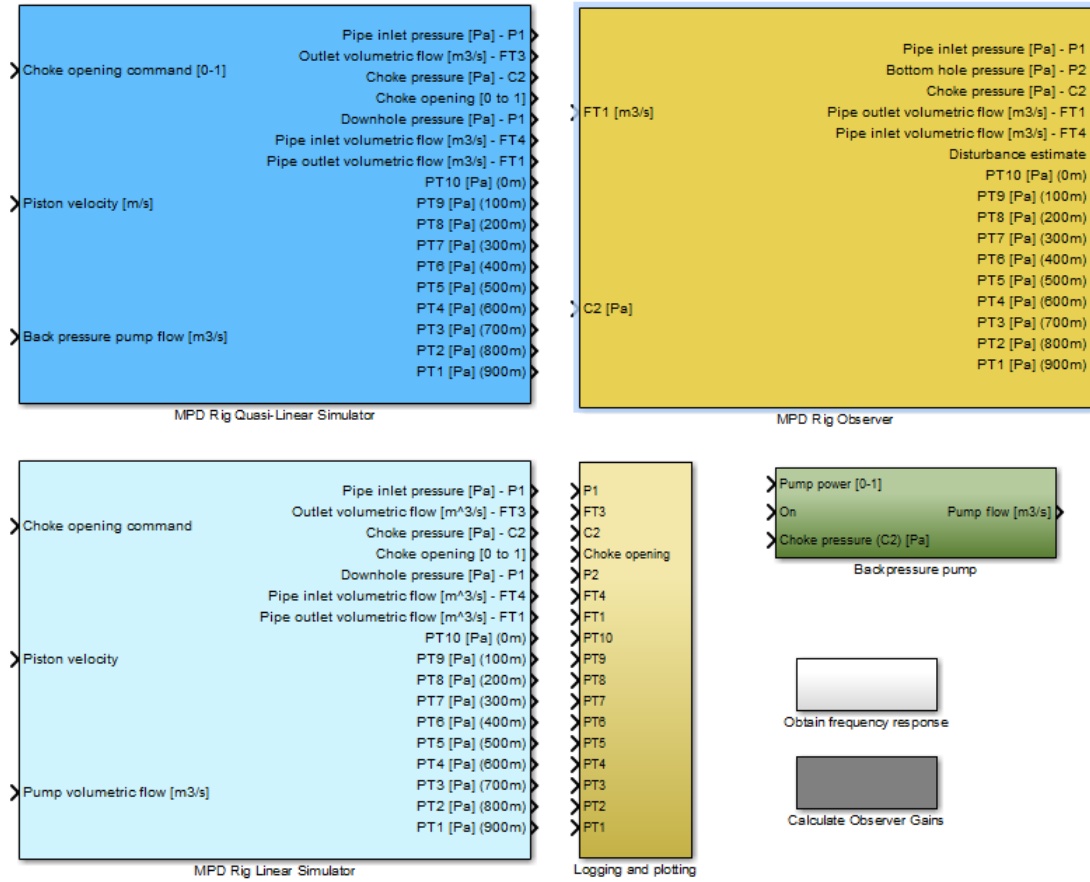 Choke opening command [0-1]
Piston velocity [m/s]
Back pressure pump flow [m3/s]
Pipe inlet pressure [Pa] - P1
Outlet volumetric flow [m3/s] - FT3
Choke pressure [Pa] - C2
Choke opening [0 to 1]
Downhole pressure [Pa] - P1
Pipe inlet volumetric flow [m3/s] - FT4
Pipe outlet volumetric flow [m3/s] - FT1
PT10 [Pa] (0m)
PT9 [Pa] (100m)
PT8 [Pa] (200m)
PT7 [Pa] (300m)
PT6 [Pa] (400m)
PT5 [Pa] (500m)
PT4 [Pa] (600m)
PT3 [Pa] (700m)
PT2 [Pa] (800m)
PT1 [Pa] (900m)
MPD Rig Quasi-Linear Simulator
FT1 [m3/s]
C2 [Pa]
Pipe inlet pressure [Pa] - P1
Bottom hole pressure [Pa] - P2
Choke pressure [Pa] - C2
Pipe outlet volumetric flow [m3/s] - FT1
Pipe inlet volumetric flow [m3/s] - FT4
Disturbance estimate
PT10 [Pa] (0m)
PT9 [Pa] (100m)
PT8 [Pa] (200m)
PT7 [Pa] (300m)
PT6 [Pa] (400m)
PT5 [Pa] (500m)
PT4 [Pa] (600m)
PT3 [Pa] (700m)
PT2 [Pa] (800m)
PT1 [Pa] (900m)
MPD Rig Observer
Choke opening command
Piston velocity
Pump volumetric flow [m3/s]
Pipe inlet pressure [Pa] - P1
Outlet volumetric flow [m^3/s] - FT3
Choke pressure [Pa] - C2
Choke opening [0 to 1]
Downhole pressure [Pa] - P1
Pipe inlet volumetric flow [m^3/s] - FT4
Pipe outlet volumetric flow [m^3/s] - FT1
PT10 [Pa] (0m)
PT9 [Pa] (100m)
PT8 [Pa] (200m)
PT7 [Pa] (300m)
PT6 [Pa] (400m)
PT5 [Pa] (500m)
PT4 [Pa] (600m)
PT3 [Pa] (700m)
PT2 [Pa] (800m)
PT1 [Pa] (900m)
MPD Rig Linear Simulator
P1
FT3
C2
Choke opening
P2
FT4
FT1
PT10
PT9
PT8
PT7
PT6
PT5
PT4
PT3
PT2
PT1
Logging and plotting
Pump power [0-1]
On
Choke pressure (C2) [Pa]
Pump flow [m3/s]
Backpressure pump
Obtain frequency response
Calculate Observer Gains